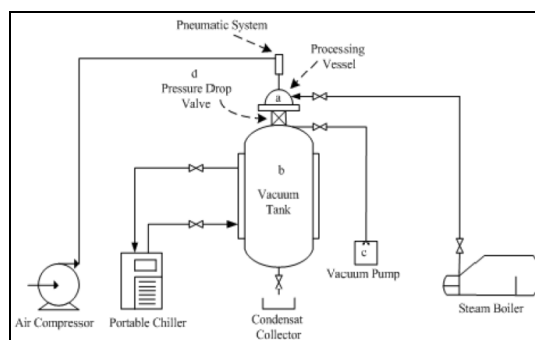 Pneumatic System
Processing
Vessel
d
Pressure Drop
Valve
a
b
Vacuum
Tank
c
Vacuum Pump
Air Compressor
Portable Chiller
Condensat
Collector
Steam Boiler